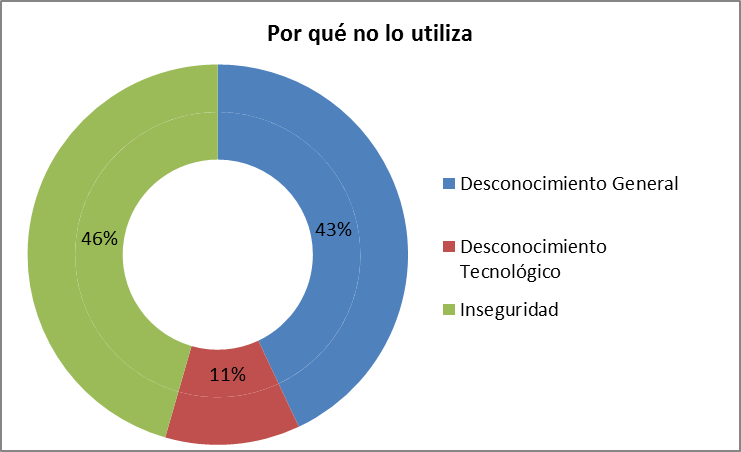 Por qué no lo utiliza
46%
43%
11%
Desconocimiento General
Desconocimiento
Tecnológico
Inseguridad